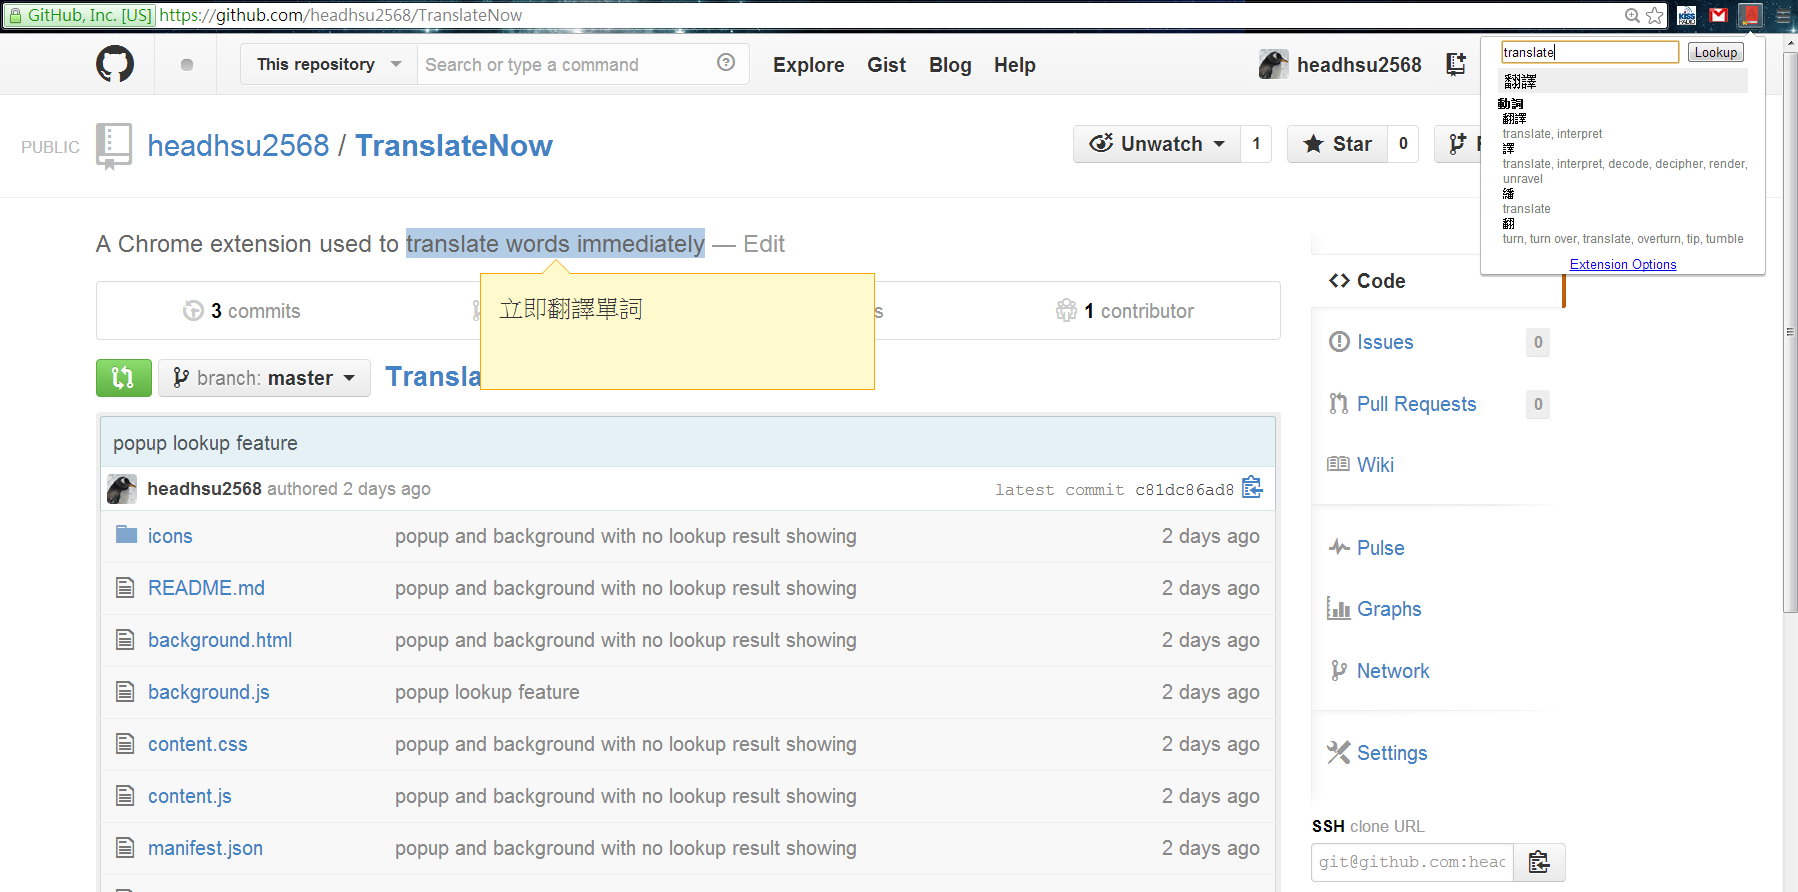 GitHub, Inc. [US] https://github.com/headhsu2568/TranslateNow
This repository Search or type a command Explore Gist Blog Help headhsu2568
translate Lookup
翻譯
動詞
翻譯
translate, interpret
譯
translate, interpret, decode, decipher, render,
unravel
繙
translate
翻
turn, turn over, translate, overturn, tip, tumble
Extension Options
PUBLIC headhsu2568 / TranslateNow
Unwatch 1 Star 0
A Chrome extension used to translate words immediately — Edit
立即翻譯單詞
3 commits 1 contributor
branch: master
popup lookup feature
headhsu2568 authored 2 days ago latest commit c81dc86ad8
icons popup and background with no lookup result showing 2 days ago
README.md popup and background with no lookup result showing 2 days ago
background.html popup and background with no lookup result showing 2 days ago
background.js popup lookup feature 2 days ago
content.css popup and background with no lookup result showing 2 days ago
content.js popup and background with no lookup result showing 2 days ago
manifest.json popup and background with no lookup result showing 2 days ago
Code
Issues 0
Pull Requests 0
Wiki
Pulse
Graphs
Network
Settings
SSH clone URL
git@github.com:head